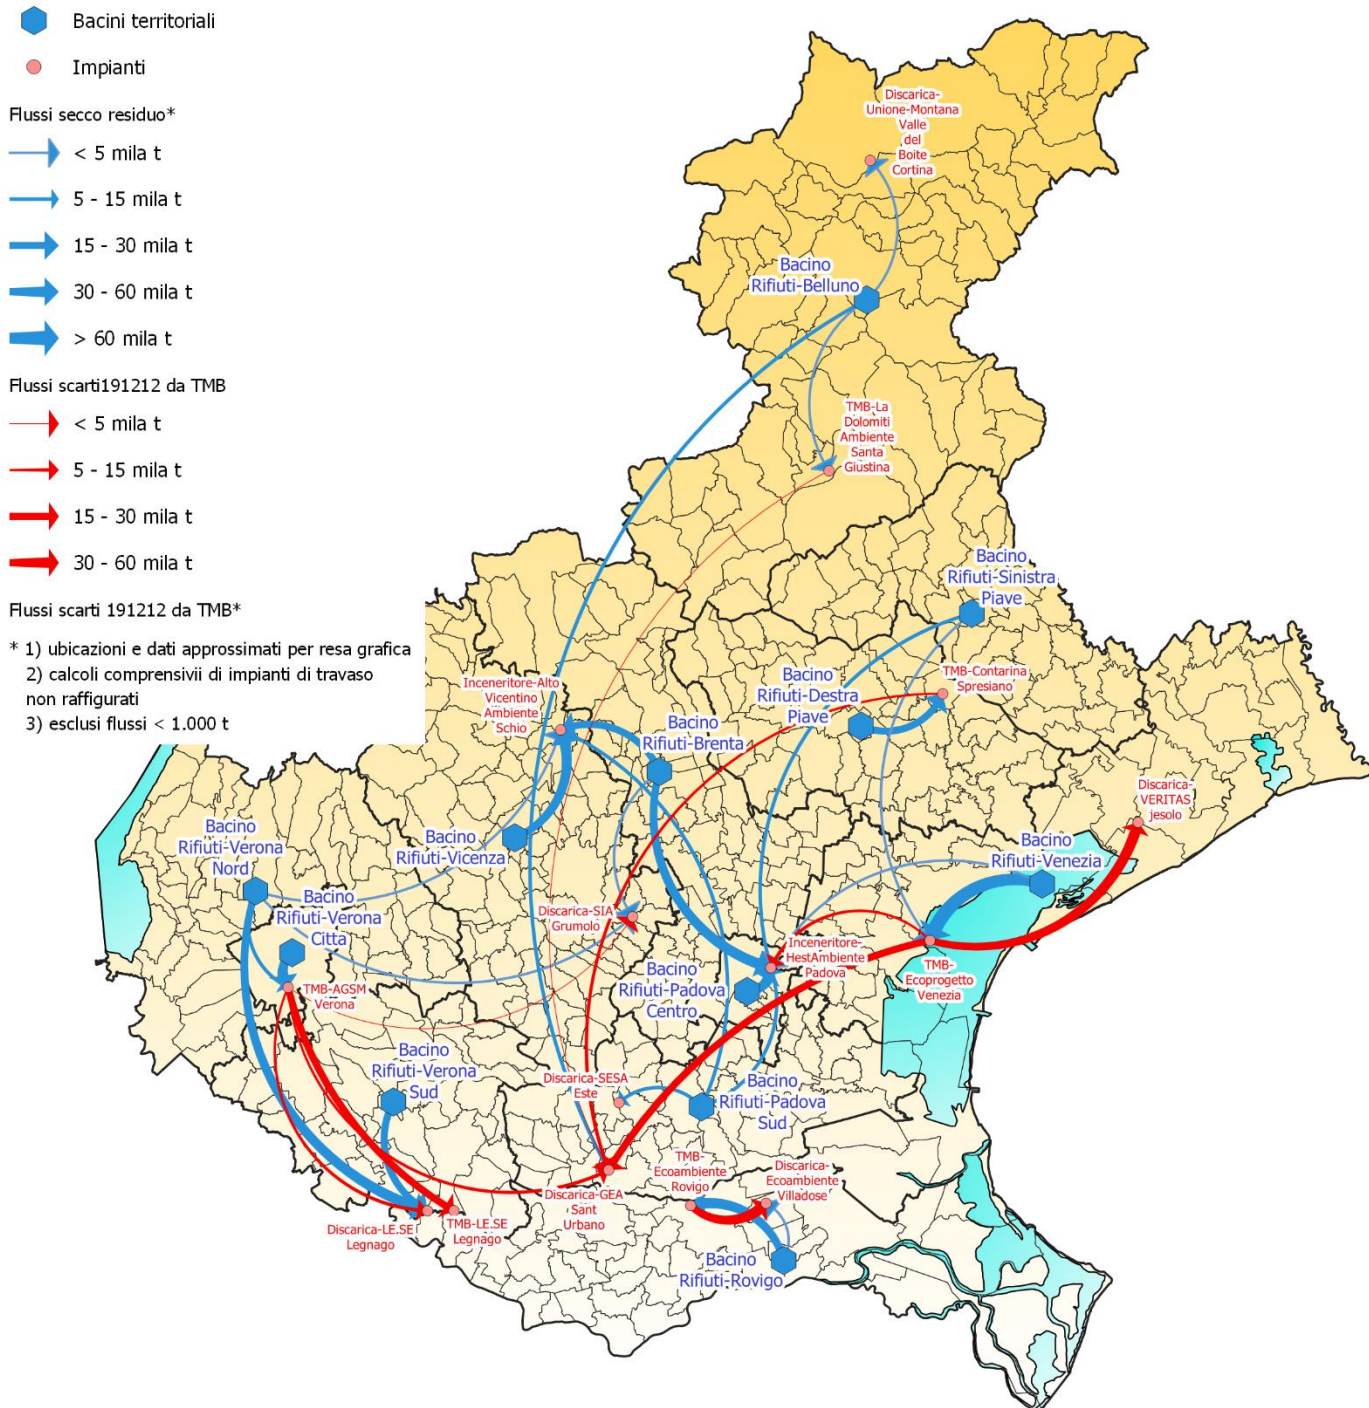 Bacini territoriali
Impianti
Flussi secco residuo*
< 5 mila t
5 - 15 mila t
15 - 30 mila t
30 - 60 mila t
> 60 mila t
Flussi scarti191212 da TMB
< 5 mila t
5 - 15 mila t
15 - 30 mila t
30 - 60 mila t
Flussi scarti 191212 da TMB*
* 1) ubicazioni e dati approssimati per resa grafica
2) calcoli comprensivii di impianti di travaso
non raffigurati
3) esclusi flussi < 1.000 t
Discarica-
Unione-Montana
Valle
del
Boite
Cortina
Bacino
Rifiuti-Belluno
TMB-La
Dolomiti
Ambiente
Santa
Giustina
Bacino
Rifiuti-Sinistra
Piave
TMB-Contarina
Spresiano
Bacino
Rifiuti-Destra
Piave
Inceneritore-Alto
Vicentino
Ambiente
Schio
Bacino
Rifiuti-Brenta
Discarica-
VERITAS
jesolo
Bacino
Rifiuti-Venezia
Bacino
Rifiuti-Vicenza
Bacino
Rifiuti-Verona
Nord
Bacino
Rifiuti-Verona
Citta
Discarica-SIA
Grumolo
Inceneritore-
HestAmbiente
Padova
TMB-
Ecoprogetto
Venezia
Bacino
Rifiuti-Padova
Centro
TMB-AGSM
Verona
Bacino
Rifiuti-Verona
Sud
Discarica-SESA
Este
Bacino
Rifiuti-Padova
Sud
TMB-
Ecoambiente
Rovigo
Discarica-
Ecoambiente
Villadose
Discarica-GEA
Sant
Urbano
Discarica-LE.SE
Legnago
TMB-LE.SE
Legnago
Bacino
Rifiuti-Rovigo